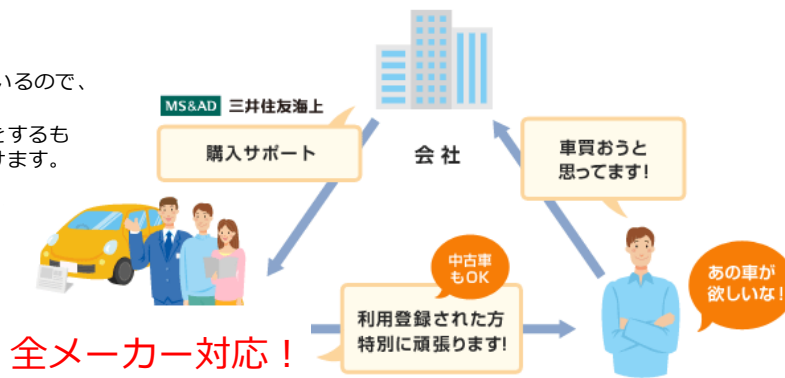 いるので、
をするも
けます。
MS&AD 三井住友海上
購入サポート
会社
車買おうと
思ってます!
中古車
もOK
あの車が
欲しいな!
利用登録された方
特別に頑張ります!
全メーカー対応！